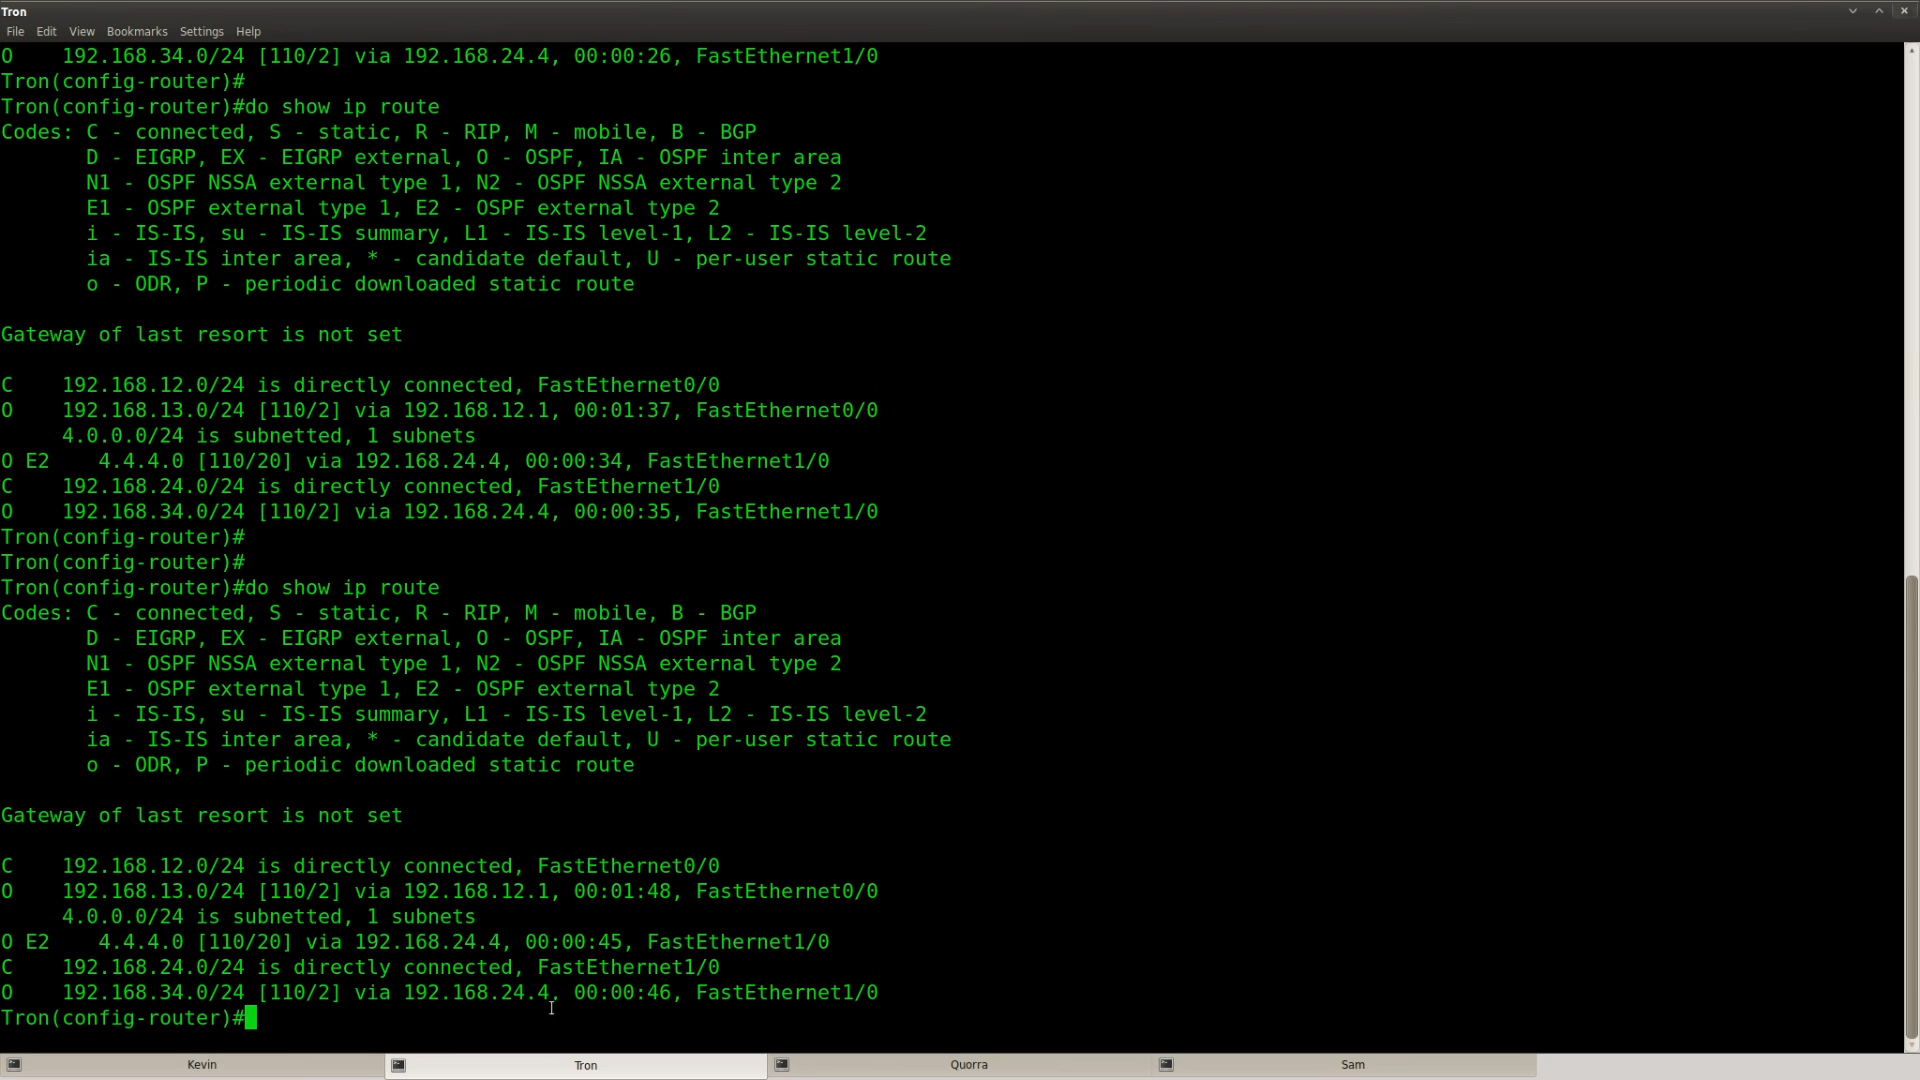 Tron
File Edit View Bookmarks Settings Help
O    192.168.34.0/24 [110/2] via 192.168.24.4, 00:00:26, FastEthernet1/0
Tron(config-router)#
Tron(config-router)#do show ip route
Codes: C - connected, S - static, R - RIP, M - mobile, B - BGP
       D - EIGRP, EX - EIGRP external, O - OSPF, IA - OSPF inter area
       N1 - OSPF NSSA external type 1, N2 - OSPF NSSA external type 2
       E1 - OSPF external type 1, E2 - OSPF external type 2
       i - IS-IS, su - IS-IS summary, L1 - IS-IS level-1, L2 - IS-IS level-2
       ia - IS-IS inter area, * - candidate default, U - per-user static route
       o - ODR, P - periodic downloaded static route
Gateway of last resort is not set
C    192.168.12.0/24 is directly connected, FastEthernet0/0
O    192.168.13.0/24 [110/2] via 192.168.12.1, 00:01:37, FastEthernet0/0
     4.0.0.0/24 is subnetted, 1 subnets
O E2    4.4.4.0 [110/20] via 192.168.24.4, 00:00:34, FastEthernet1/0
C    192.168.24.0/24 is directly connected, FastEthernet1/0
O    192.168.34.0/24 [110/2] via 192.168.24.4, 00:00:35, FastEthernet1/0
Tron(config-router)#
Tron(config-router)#
Tron(config-router)#do show ip route
Codes: C - connected, S - static, R - RIP, M - mobile, B - BGP
       D - EIGRP, EX - EIGRP external, O - OSPF, IA - OSPF inter area
       N1 - OSPF NSSA external type 1, N2 - OSPF NSSA external type 2
       E1 - OSPF external type 1, E2 - OSPF external type 2
       i - IS-IS, su - IS-IS summary, L1 - IS-IS level-1, L2 - IS-IS level-2
       ia - IS-IS inter area, * - candidate default, U - per-user static route
       o - ODR, P - periodic downloaded static route
Gateway of last resort is not set
C    192.168.12.0/24 is directly connected, FastEthernet0/0
O    192.168.13.0/24 [110/2] via 192.168.12.1, 00:01:48, FastEthernet0/0
     4.0.0.0/24 is subnetted, 1 subnets
O E2    4.4.4.0 [110/20] via 192.168.24.4, 00:00:45, FastEthernet1/0
C    192.168.24.0/24 is directly connected, FastEthernet1/0
O    192.168.34.0/24 [110/2] via 192.168.24.4, 00:00:46, FastEthernet1/0
Tron(config-router)#
Kevin Tron Quorra Sam